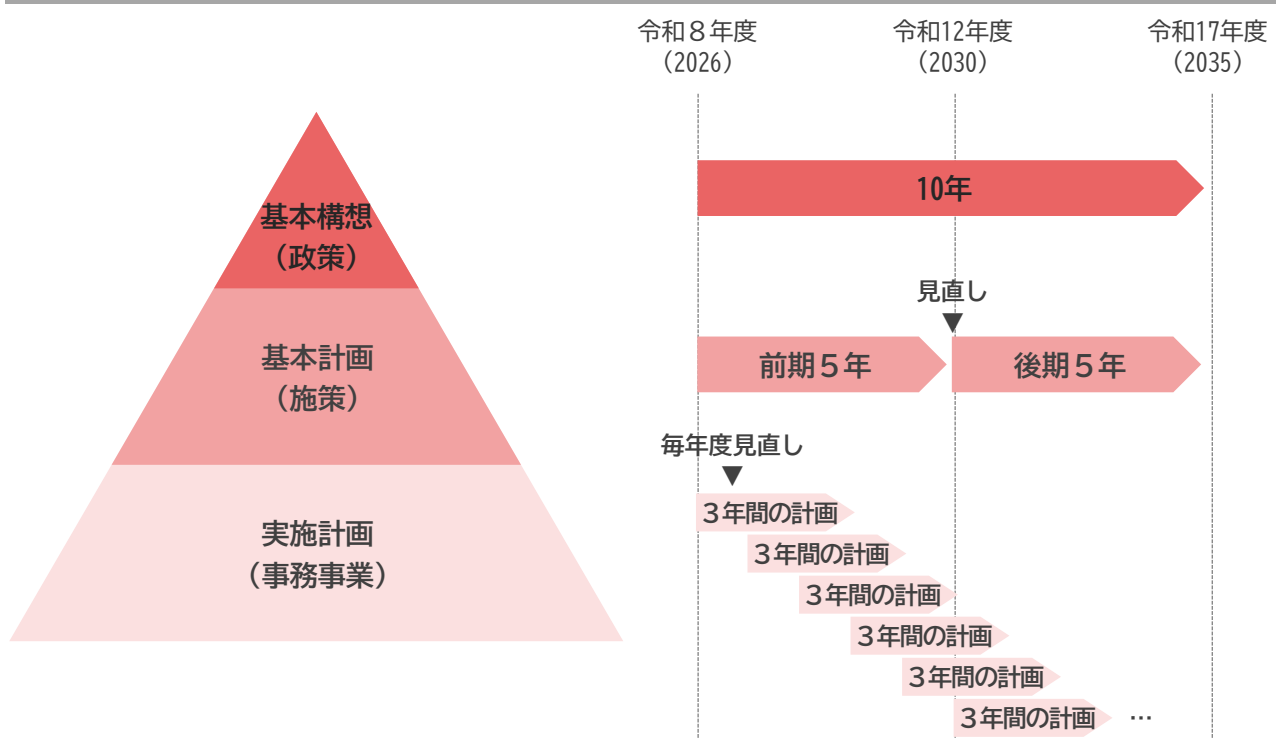 令和８年度
（2026）
令和12年度
（2030）
令和17年度
（2035）
基本構想
（政策）
基本計画
（施策）
実施計画
（事務事業）
10年
見直し
▼
前期５年
後期５年
毎年度見直し
▼
３年間の計画
３年間の計画
３年間の計画
３年間の計画
３年間の計画
３年間の計画 …